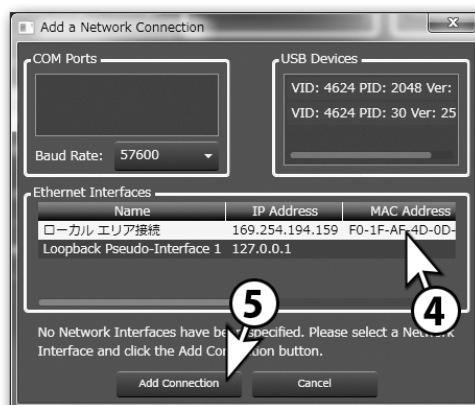 Add a Network Connection
COM Ports
USB Devices
VID: 4624 PID: 2048 Ver:
VID: 4624 PID: 30 Ver: 25
Baud Rate: 57600
Ethernet Interfaces
Name IP Address MAC Address
ローカル エリア接続 169.254.194.159 F0-1F-AF-4D-0D-
Loopback Pseudo-Interface 1 127.0.0.1
5
4
No Network Interfaces have be specified. Please select a Network
Interface and click the Add Connection button.
Add Connection Cancel